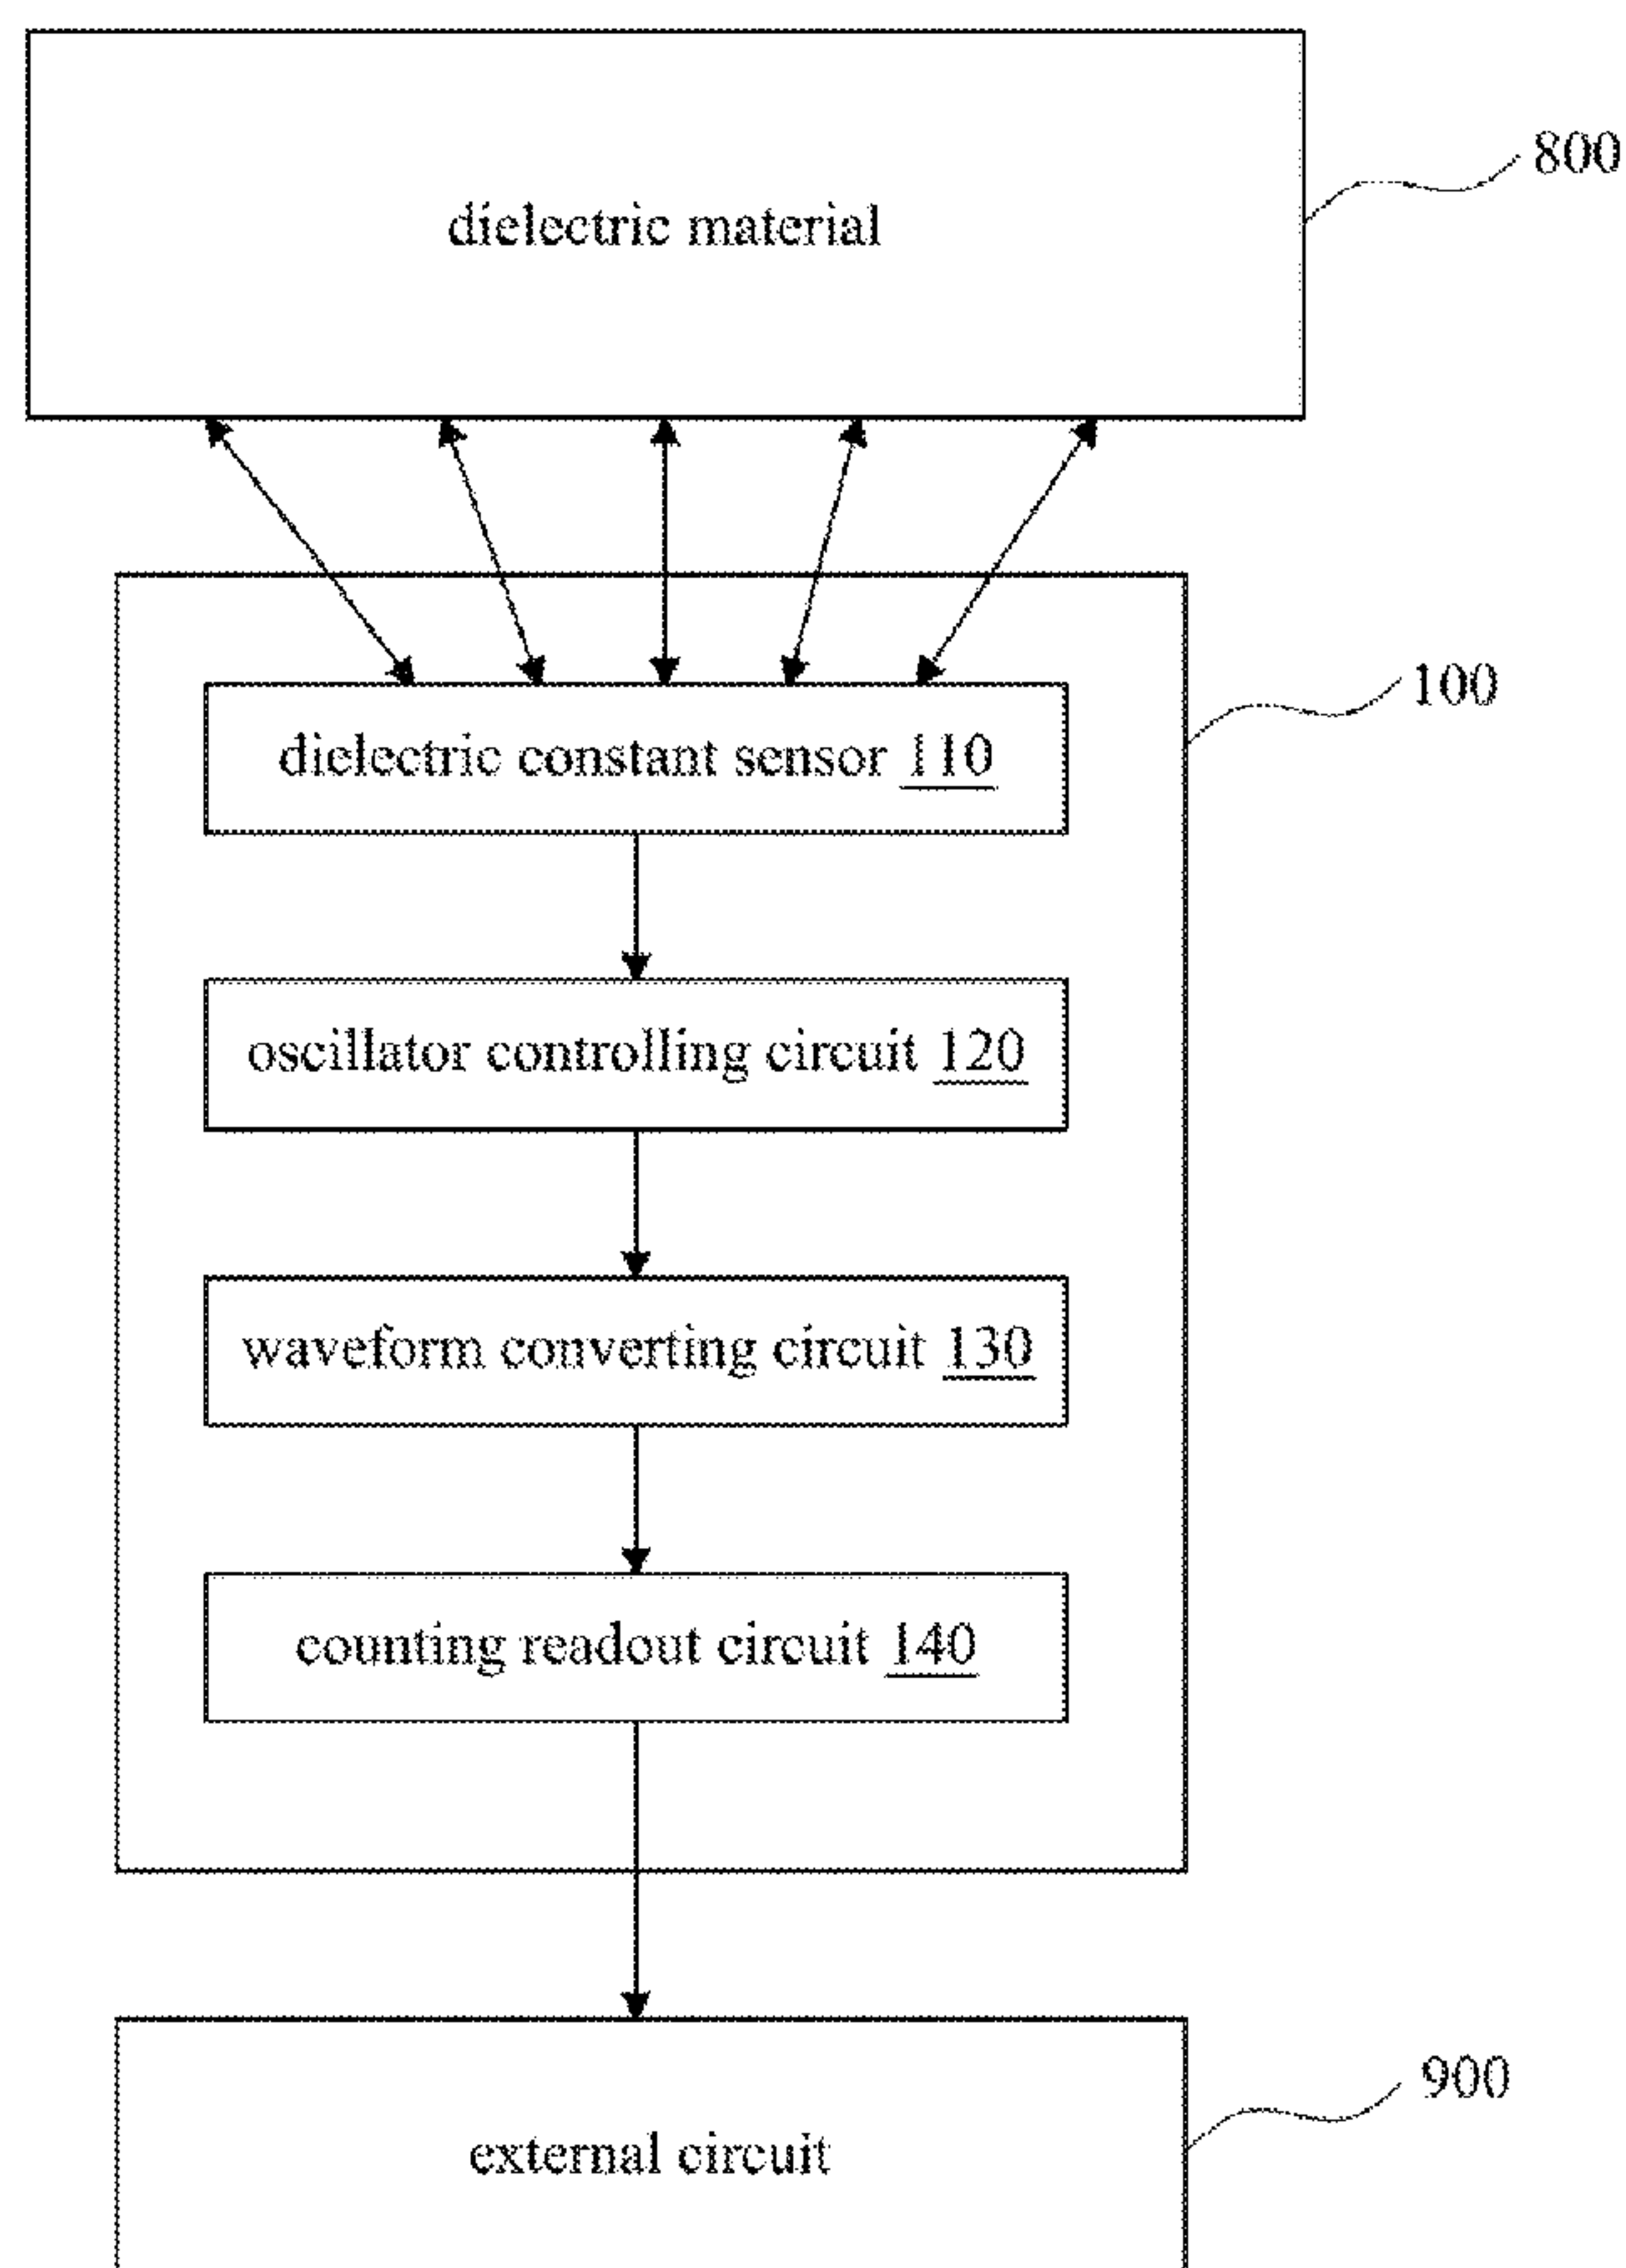 800
dielectric material
100
dielectric constant sensor 110
oscillator controlling circuit 120
waveform converting circuit 130
counting readout circuit 140
900
external circuit